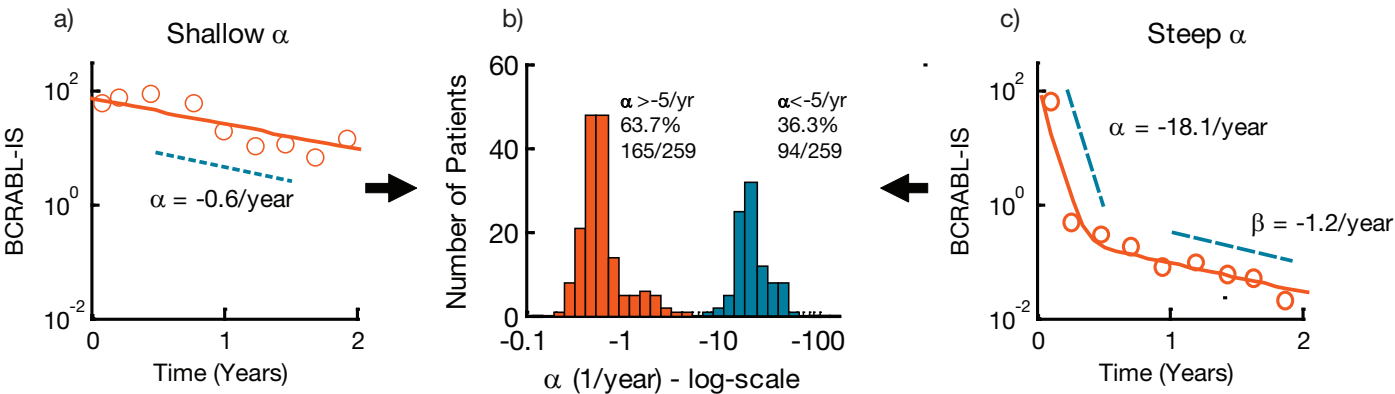 a)
Shallow α
BCRABL-IS
10²
10⁰
10⁻²
α = -0.6/year
0
1
2
Time (Years)
b)
Number of Patients
60
40
20
0
α >-5/yr
63.7%
165/259
α<-5/yr
36.3%
94/259
-0.1
-1
-10
-100
α (1/year) - log-scale
c)
Steep α
BCRABL-IS
10²
10⁰
10⁻²
α = -18.1/year
β = -1.2/year
0
1
2
Time (Years)